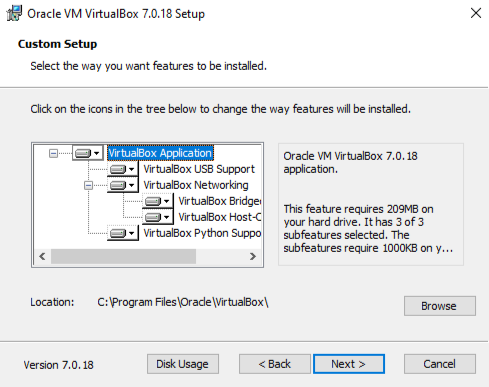 Oracle VM VirtualBox 7.0.18 Setup
Custom Setup
Select the way you want features to be installed.
Click on the icons in the tree below to change the way features will be installed.
VirtualBox Application
VirtualBox USB Support
VirtualBox Networking
VirtualBox Bridge
VirtualBox Host-C
VirtualBox Python Suppo
Oracle VM VirtualBox 7.0.18
application.
This feature requires 209MB on
your hard drive. It has 3 of 3
subfeatures selected. The
subfeatures require 1000KB on y...
Location: C:\Program Files\Oracle\VirtualBox\
Browse
Version 7.0.18
Disk Usage
< Back
Next >
Cancel